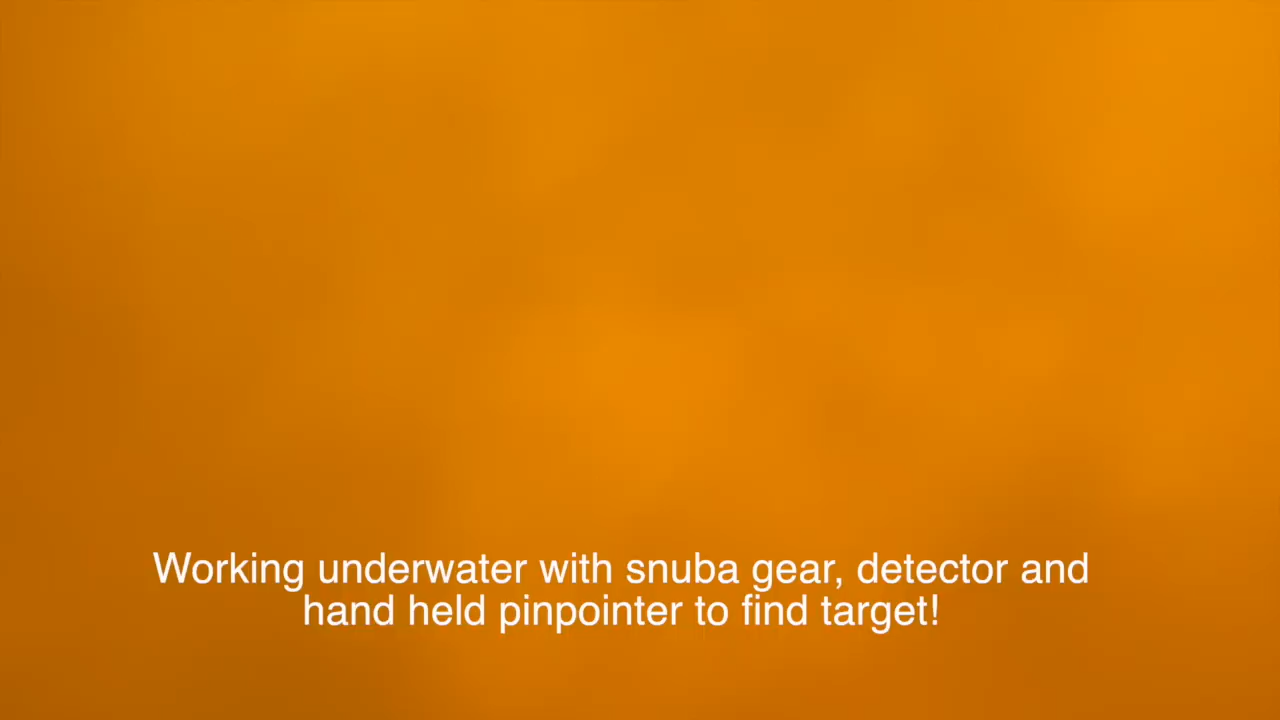 Working underwater with snuba gear, detector and
hand held pinpointer to find target!